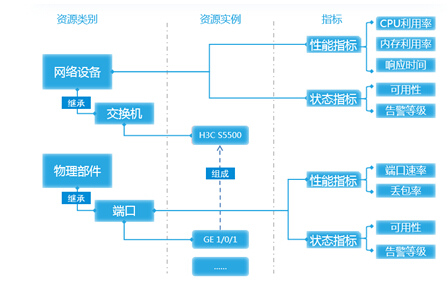 资源类别
资源实例
指标
网络设备
继承
交换机
H3C S5500
性能指标
CPU利用率
内存利用率
响应时间
状态指标
可用性
告警等级
物理部件
继承
端口
组成
GE 1/0/1
......
性能指标
端口速率
丢包率
状态指标
可用性
告警等级